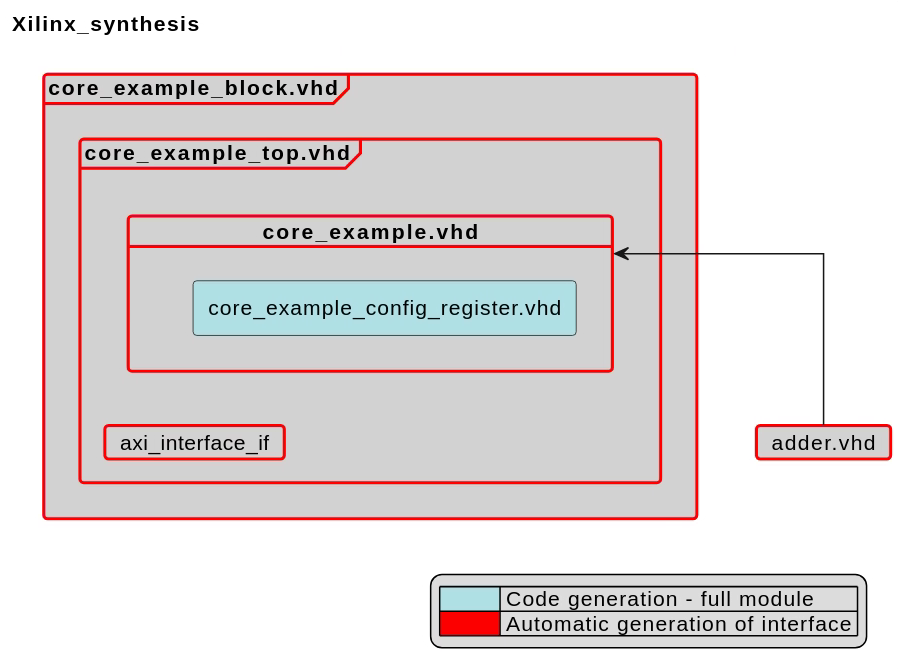 Xilinx_synthesis
core_example_block.vhd
core_example_top.vhd
core_example.vhd
core_example_config_register.vhd
axi_interface_if
adder.vhd
Code generation - full module
Automatic generation of interface